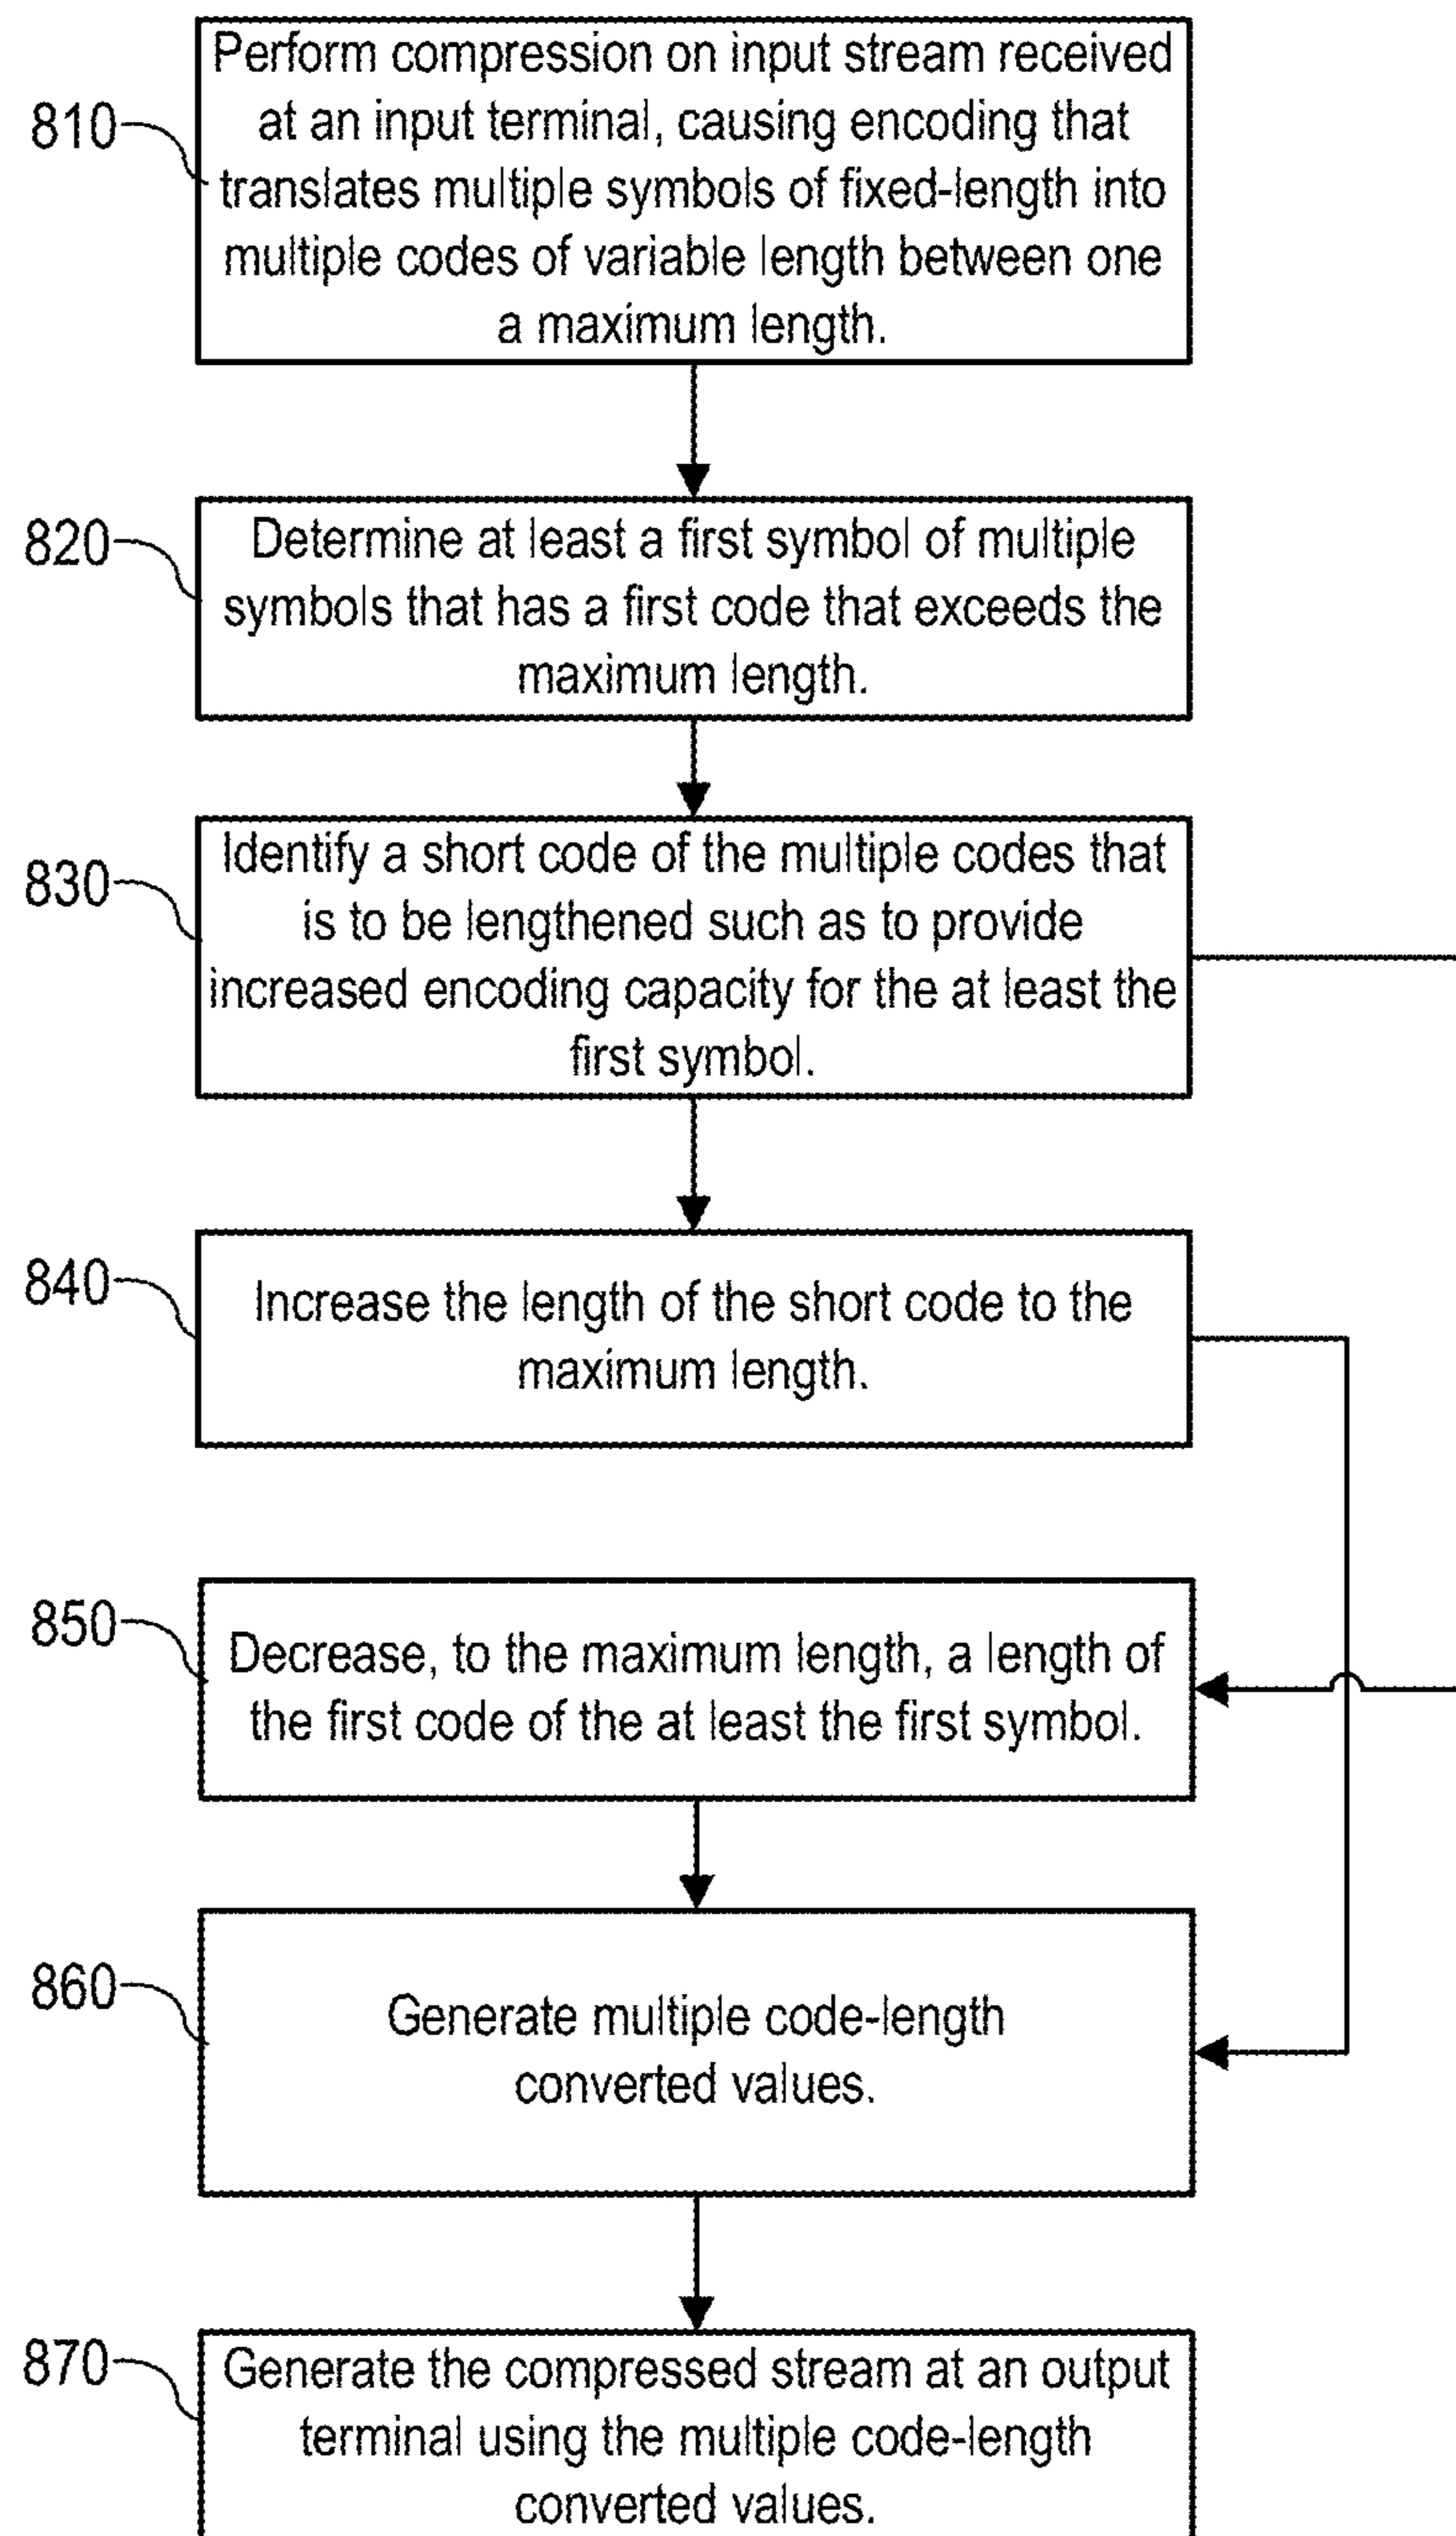 810
Perform compression on input stream received
at an input terminal, causing encoding that
translates multiple symbols of fixed-length into
multiple codes of variable length between one
a maximum length.
820
Determine at least a first symbol of multiple
symbols that has a first code that exceeds the
maximum length.
830
Identify a short code of the multiple codes that
is to be lengthened such as to provide
increased encoding capacity for the at least the
first symbol.
840
Increase the length of the short code to the
maximum length.
850
Decrease, to the maximum length, a length of
the first code of the at least the first symbol.
860
Generate multiple code-length
converted values.
870
Generate the compressed stream at an output
terminal using the multiple code-length
converted values.